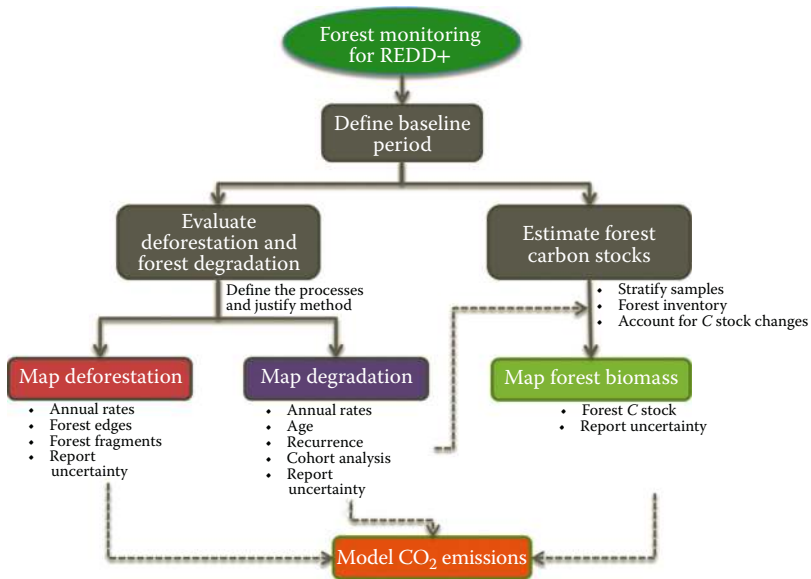 Forest monitoring
for REDD+
Define baseline
period
Evaluate
deforestation and
forest degradation
Estimate forest
carbon stocks
Define the processes
and justify method
• Stratify samples
• Forest inventory
• Account for C stock changes
Map deforestation
Map degradation
Map forest biomass
• Annual rates
• Forest edges
• Forest fragments
• Report
uncertainty
• Annual rates
• Age
• Recurrence
• Cohort analysis
• Report
uncertainty
• Forest C stock
• Report uncertainty
Model CO₂ emissions